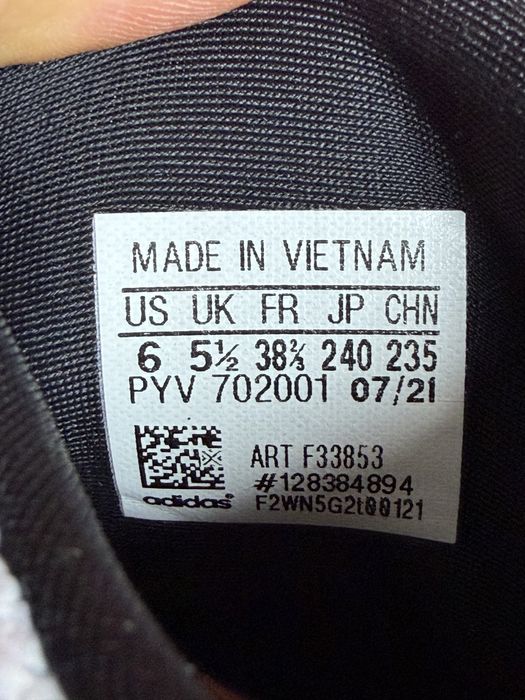 MADE IN VIETNAM
US UK FR JP CHN
6 5½ 38⅔ 240 235
PYV 702001 07/21
ART F33853
#128384894
adidas F2WN5G2t00121